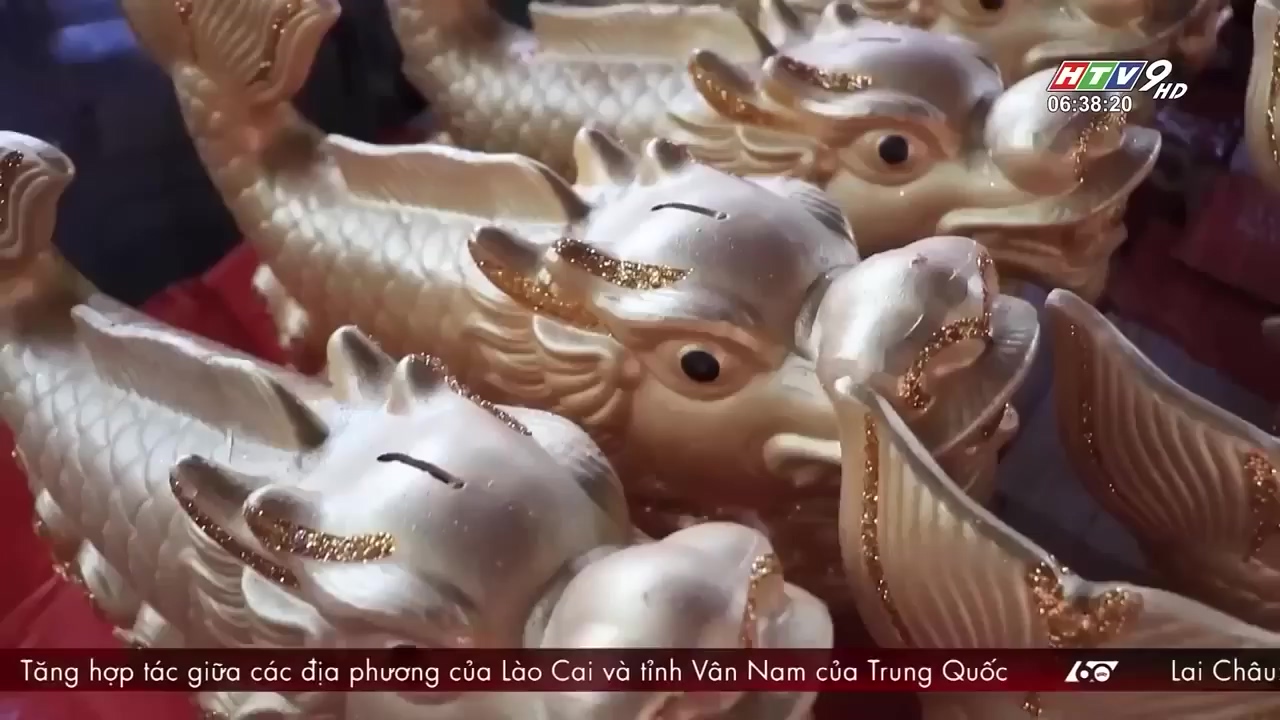 HTV9 HD
06:38:20
Tăng hợp tác giữa các địa phương của Lào Cai và tỉnh Vân Nam của Trung Quốc 60 Lai Châu: